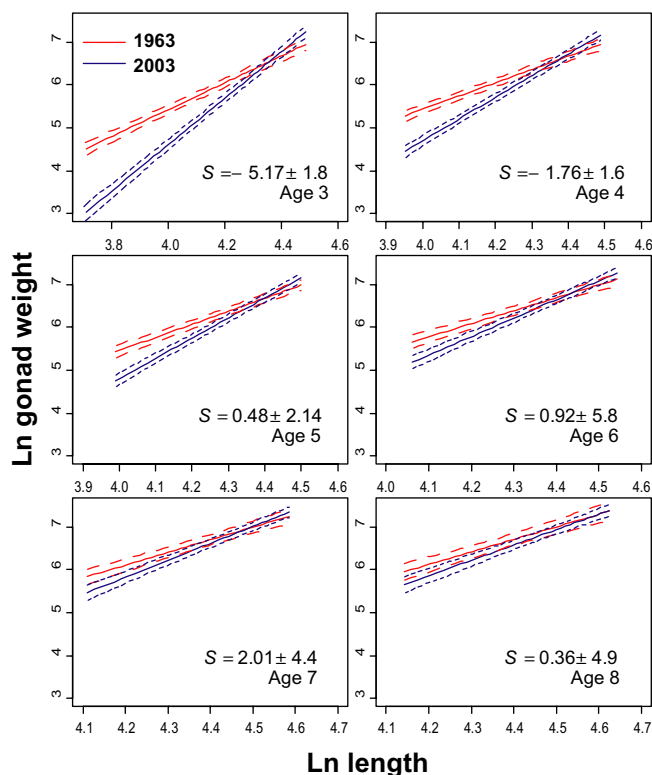 1963
2003
7
6
5
4
3
S =− 5.17± 1.8
Age 3
3.8 4.0 4.2 4.4 4.6
7
6
5
4
3
S =− 1.76± 1.6
Age 4
3.9 4.0 4.1 4.2 4.3 4.4 4.5 4.6
Ln gonad weight
7
6
5
4
3
S = 0.48± 2.14
Age 5
3.9 4.0 4.1 4.2 4.3 4.4 4.5 4.6
7
6
5
4
3
S = 0.92± 5.8
Age 6
4.0 4.1 4.2 4.3 4.4 4.5 4.6
7
6
5
4
3
S = 2.01± 4.4
Age 7
4.1 4.2 4.3 4.4 4.5 4.6 4.7
7
6
5
4
3
S = 0.36± 4.9
Age 8
4.1 4.2 4.3 4.4 4.5 4.6 4.7
Ln length